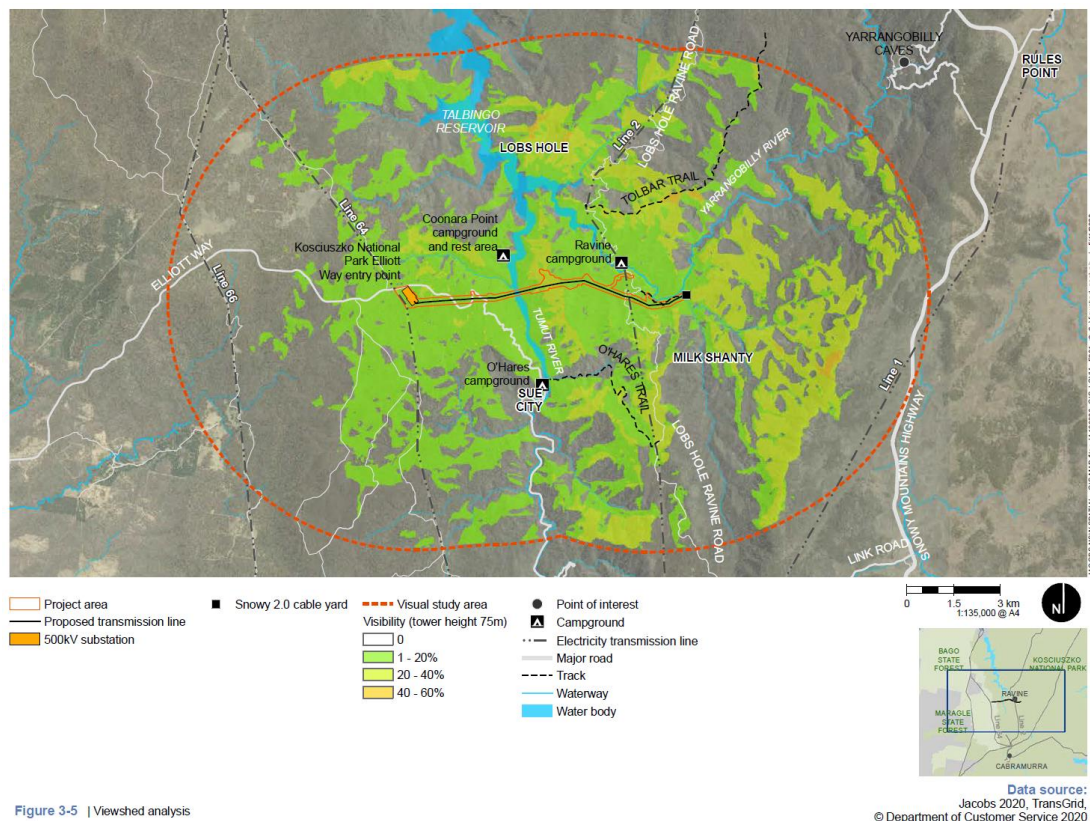 YARRANGOBILLY
CAVES
RULES
POINT
LOBS HOLE RAVINE ROAD
TALBINGO
RESERVOIR
Line 2
LOBS HOLE
YARRANGOBILLY RIVER
TOLBAR TRAIL
Line 64
Coonara Point
campground
and rest area
Ravine
campground
Kosciuszko National
Park Elliott
Way entry point
ELLIOTT WAY
Line 66
TUMUT RIVER
MILK SHANTY
O'HARES TRAIL
O'Hares
campground
SUE
CITY
Line 1
LOBS HOLE RAVINE ROAD
SNOWY MOUNTAINS HIGHWAY
LINK ROAD
Project area
Proposed transmission line
500kV substation
Snowy 2.0 cable yard
Visual study area
Visibility (tower height 75m)
0
1 - 20%
20 - 40%
40 - 60%
Point of interest
Campground
Electricity transmission line
Major road
Track
Waterway
Water body
0 1.5 3 km
1:135,000 @ A4
N
BAGO
STATE
FOREST
KOSCIUSZKO
NATIONAL PARK
RAVINE
MARAGLE
STATE
FOREST
Line 64
CABRAMURRA
Data source:
Jacobs 2020, TransGrid,
© Department of Customer Service 2020
Figure 3-5 | Viewshed analysis